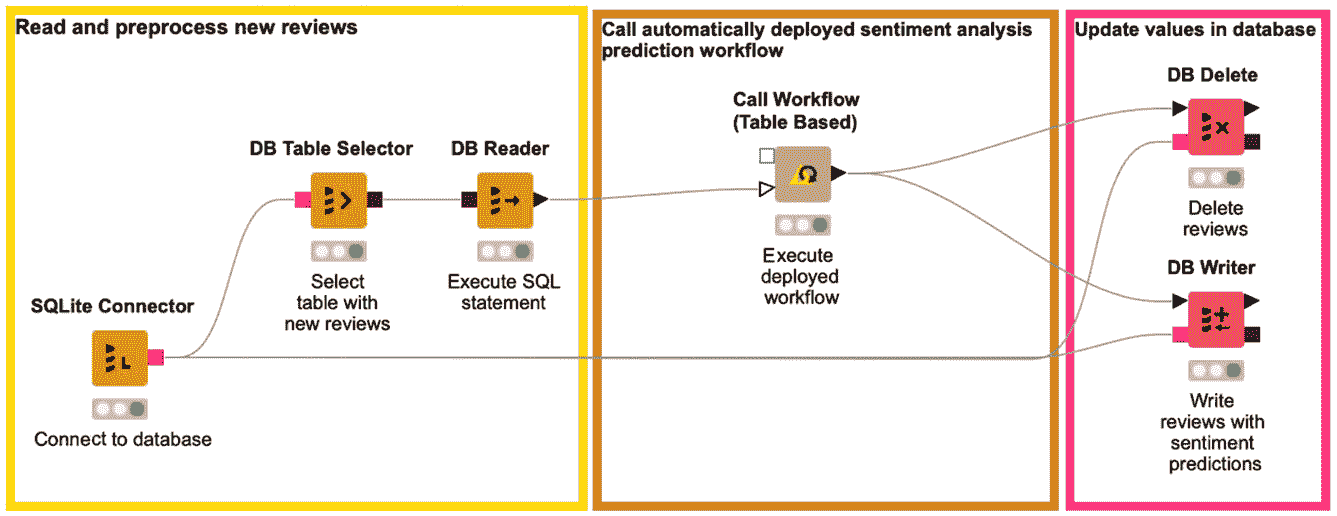 Read and preprocess new reviews
DB Table Selector
DB Reader
Select
table with
new reviews
Execute SQL
statement
SQLite Connector
Connect to database
Call automatically deployed sentiment analysis
prediction workflow
Call Workflow
(Table Based)
Execute
deployed
workflow
Update values in database
DB Delete
Delete
reviews
DB Writer
Write
reviews with
sentiment
predictions